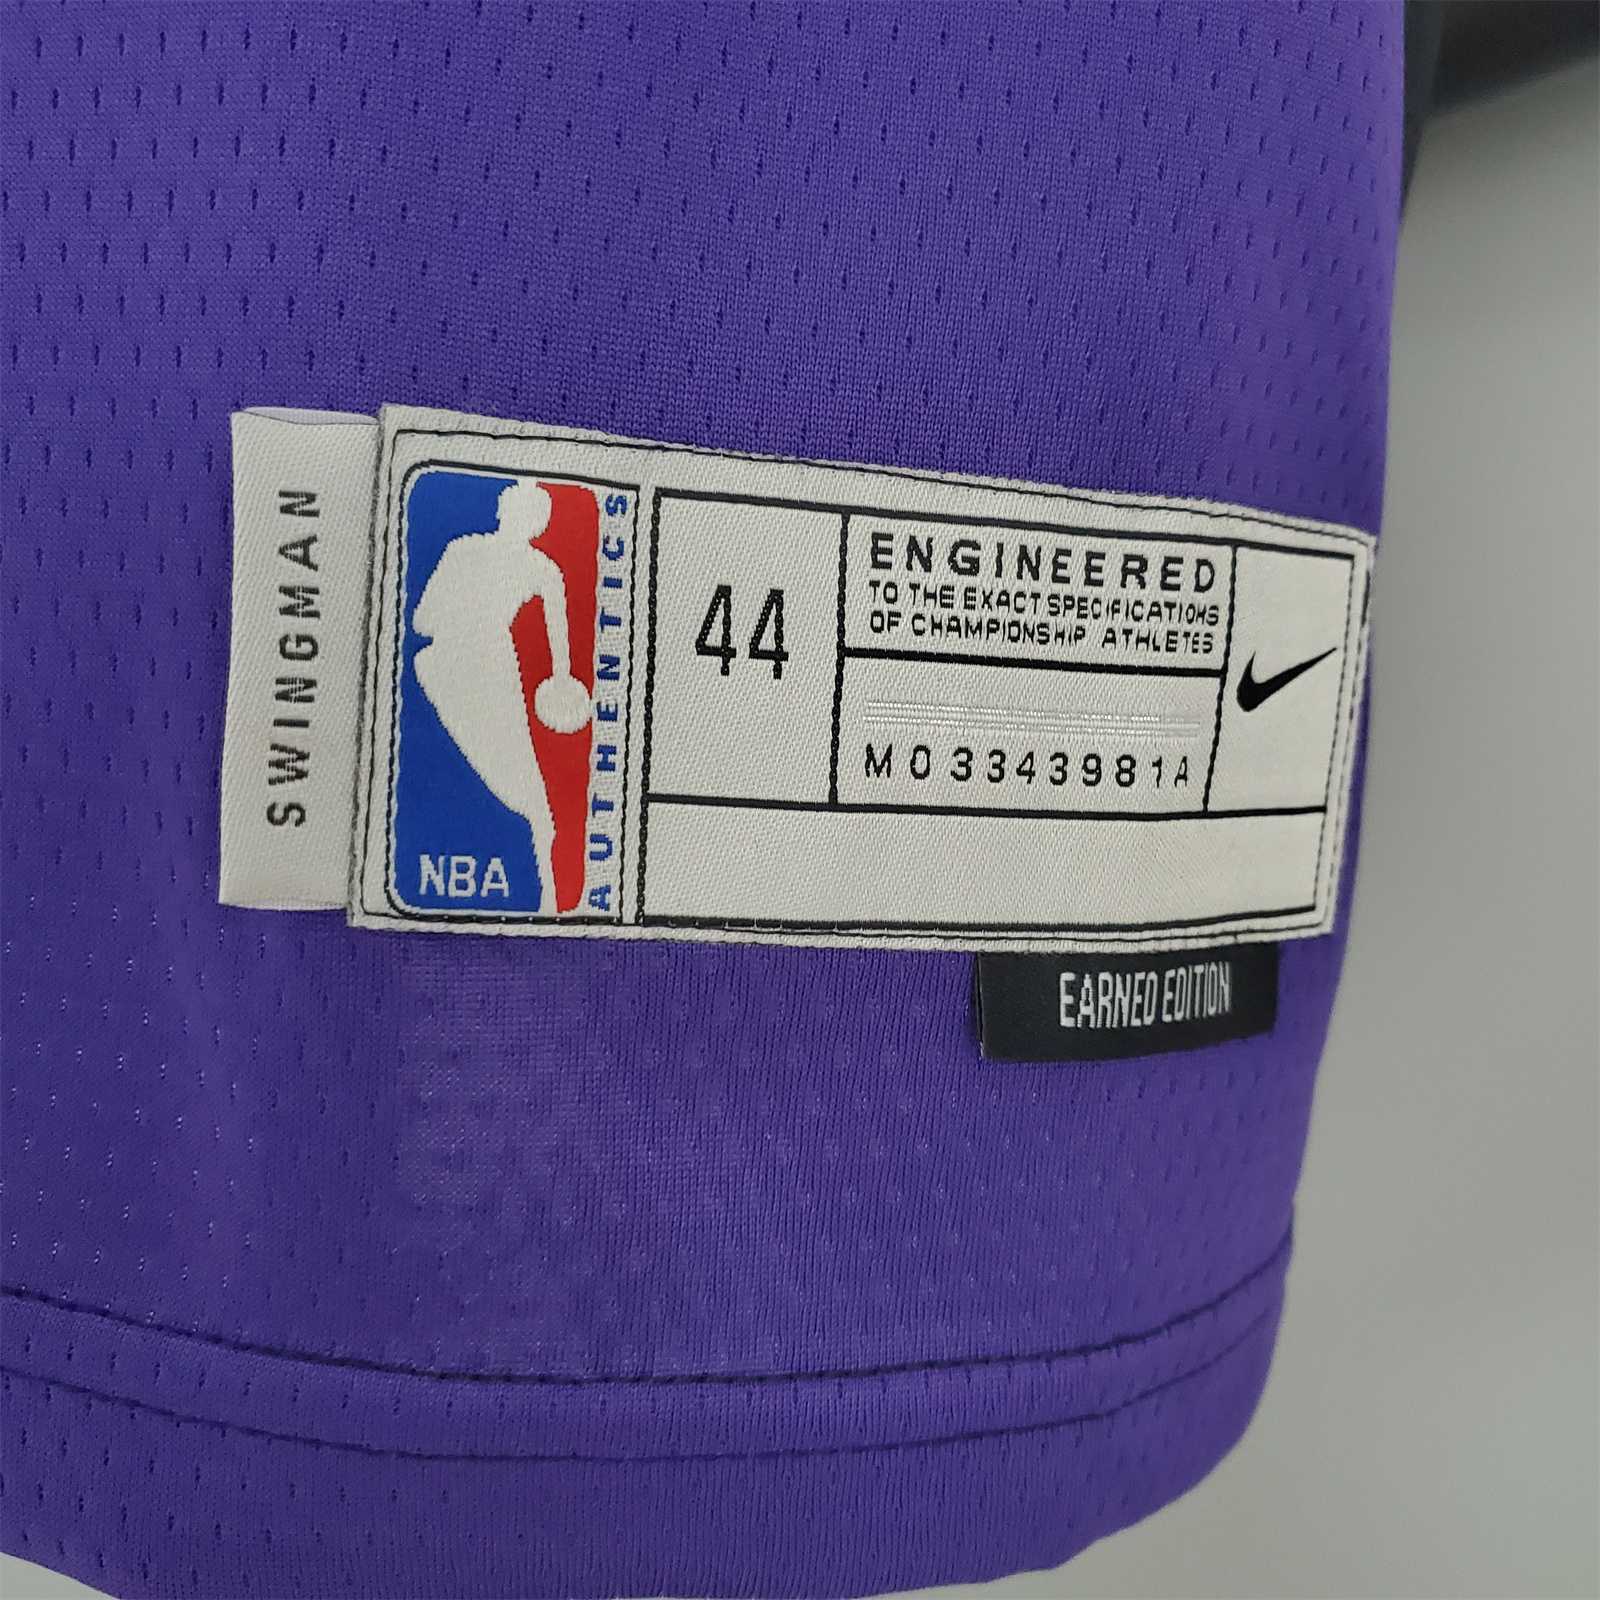 SWINGMAN
NBA
AUTHENTICS
44
ENGINEERED
TO THE EXACT SPECIFICATIONS
OF CHAMPIONSHIP ATHLETES
M03343981A
EARNED EDITION